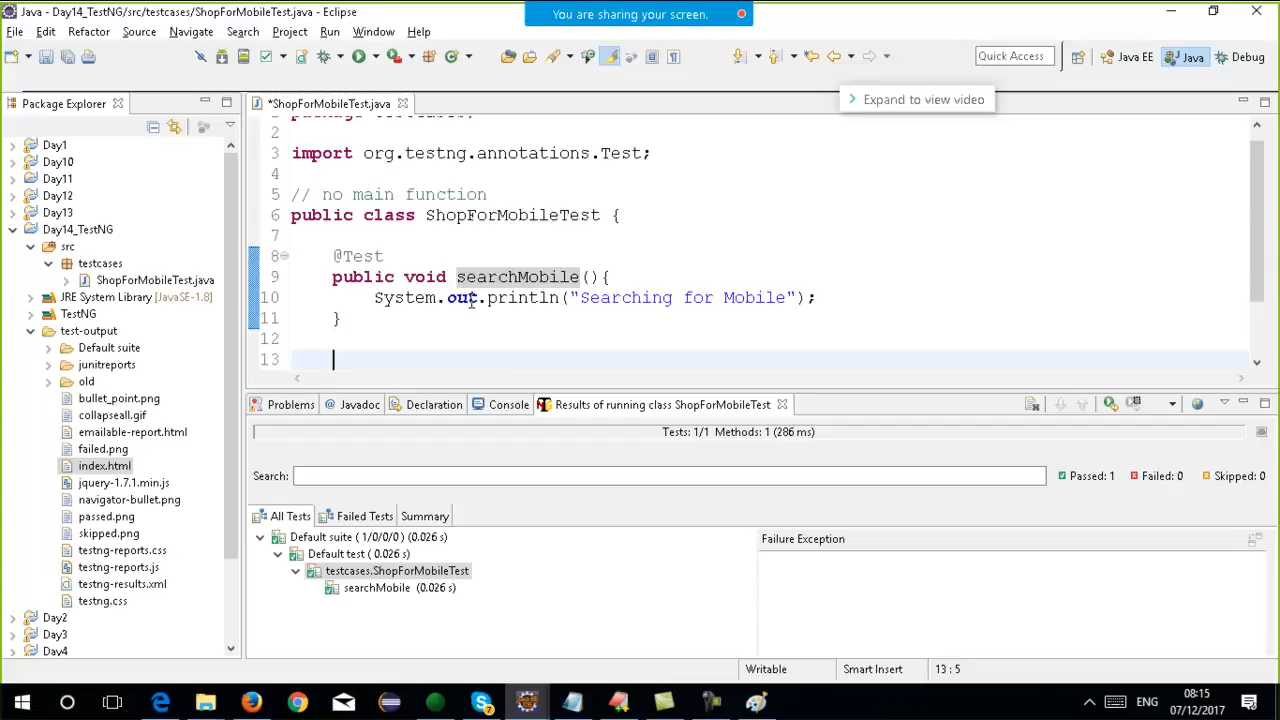 Java - Day14_TestNG/src/testcases/ShopForMobileTest.java - Eclipse
You are sharing your screen.
File Edit Refactor Source Navigate Search Project Run Window Help
Quick Access
Java EE
Java
Debug
Expand to view video
Package Explorer
*ShopForMobileTest.java
Day1
Day10
Day11
Day12
Day13
Day14_TestNG
src
testcases
ShopForMobileTest.java
JRE System Library [JavaSE-1.8]
TestNG
test-output
Default suite
junitreports
old
bullet_point.png
collapseall.gif
emailable-report.html
failed.png
index.html
jquery-1.7.1.min.js
navigator-bullet.png
passed.png
skipped.png
testng-reports.css
testng-reports.js
testng-results.xml
testng.css
Day2
Day3
Day4
2
3 import org.testng.annotations.Test;
4
5 // no main function
6 public class ShopForMobileTest {
7
8 @Test
9 public void searchMobile(){
10 System.out.println("Searching for Mobile");
11 }
12
13
Problems @ Javadoc Declaration Console Results of running class ShopForMobileTest
Tests: 1/1 Methods: 1 (286 ms)
Search:
Passed: 1 Failed: 0 Skipped: 0
All Tests Failed Tests Summary
Default suite ( 1/0/0/0 ) (0.026 s)
Default test ( 0.026 s)
testcases.ShopForMobileTest
searchMobile (0.026 s)
Failure Exception
Writable Smart Insert 13 : 5
ENG
08:15
07/12/2017